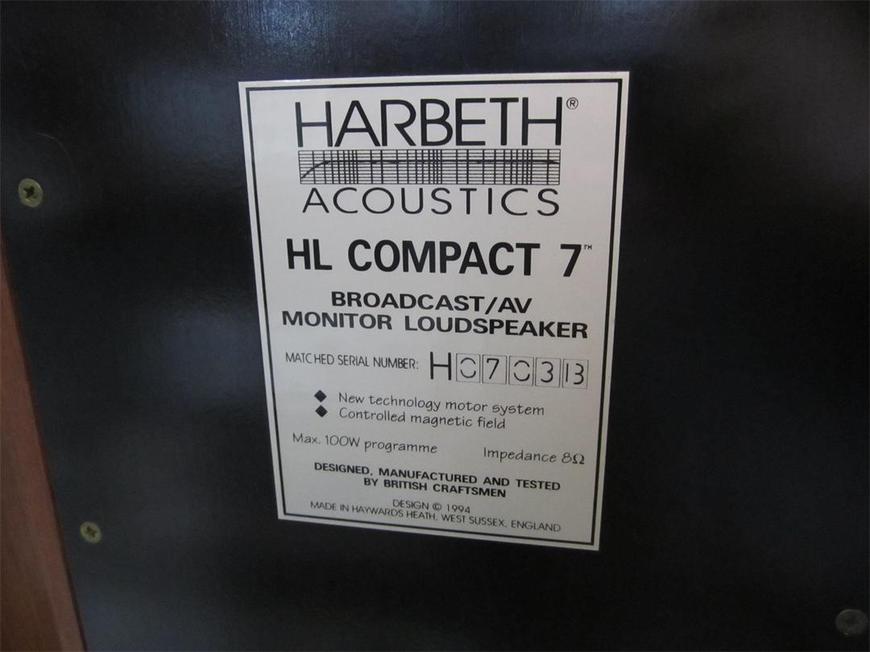 HARBETH®
ACOUSTICS
HL COMPACT 7™
BROADCAST/AV
MONITOR LOUDSPEAKER
MATCHED SERIAL NUMBER: H0703B
◆ New technology motor system
◆ Controlled magnetic field
Max. 100W programme Impedance 8Ω
DESIGNED, MANUFACTURED AND TESTED
BY BRITISH CRAFTSMEN
DESIGN © 1994
MADE IN HAYWARDS HEATH, WEST SUSSEX, ENGLAND